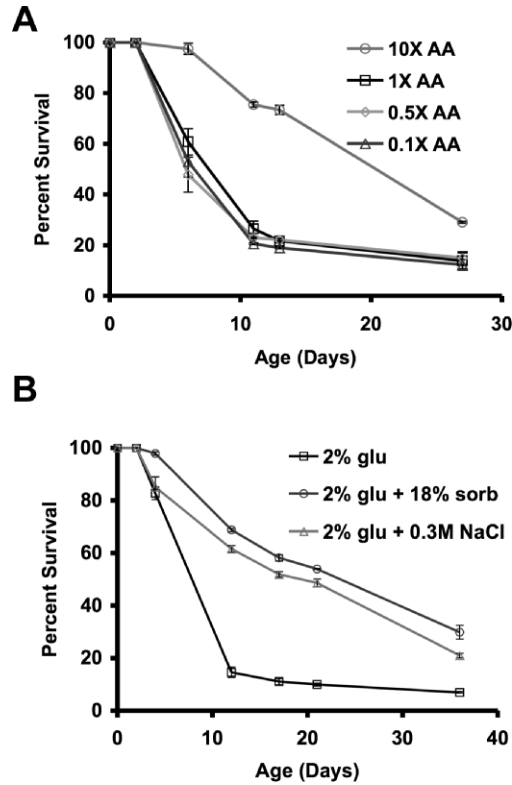 A
100
80
60
40
20
0
Percent Survival
10X AA
1X AA
0.5X AA
0.1X AA
0
10
20
30
Age (Days)
B
100
80
60
40
20
0
Percent Survival
2% glu
2% glu + 18% sorb
2% glu + 0.3M NaCl
0
10
20
30
40
Age (Days)